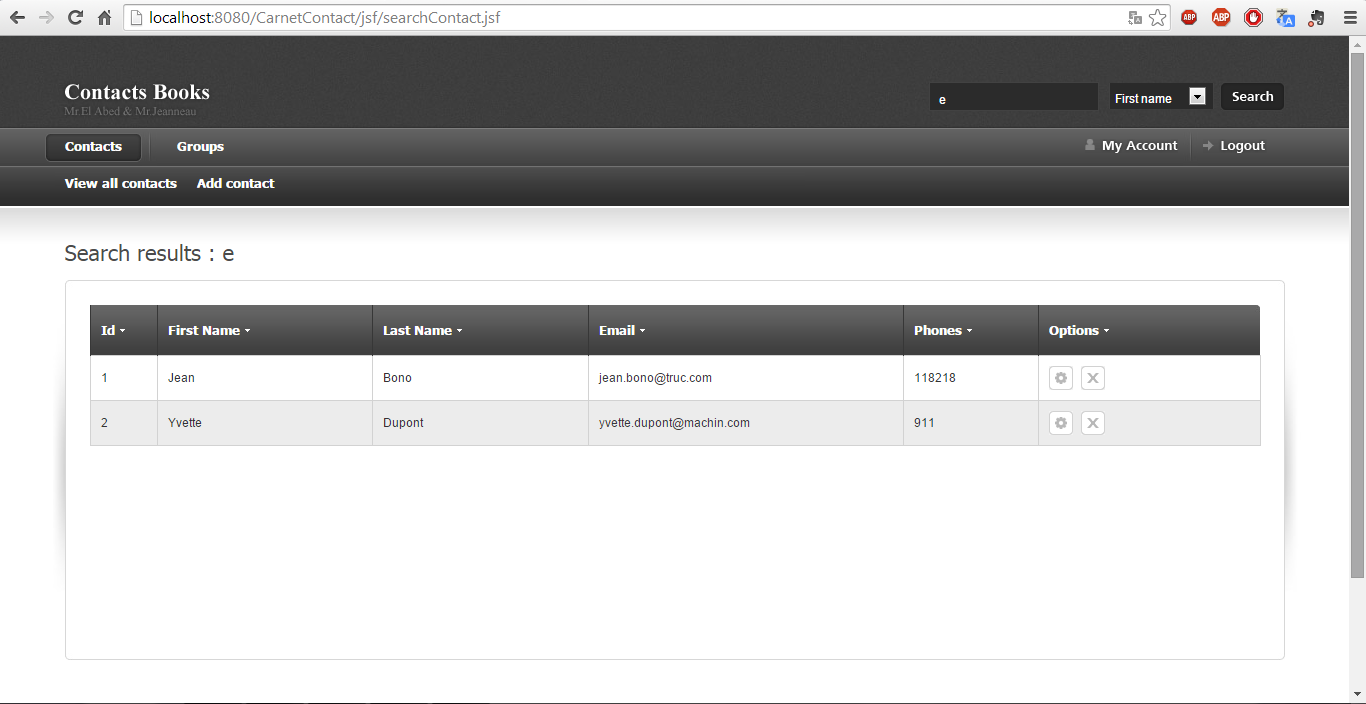 localhost:8080/CarnetContact/jsf/searchContact.jsf
ABP ABP
Contacts Books
Mr.El Abed & Mr.Jeanneau
e First name Search
Contacts Groups My Account Logout
View all contacts Add contact
Search results : e
Id First Name Last Name Email Phones Options
1 Jean Bono jean.bono@truc.com 118218
2 Yvette Dupont yvette.dupont@machin.com 911